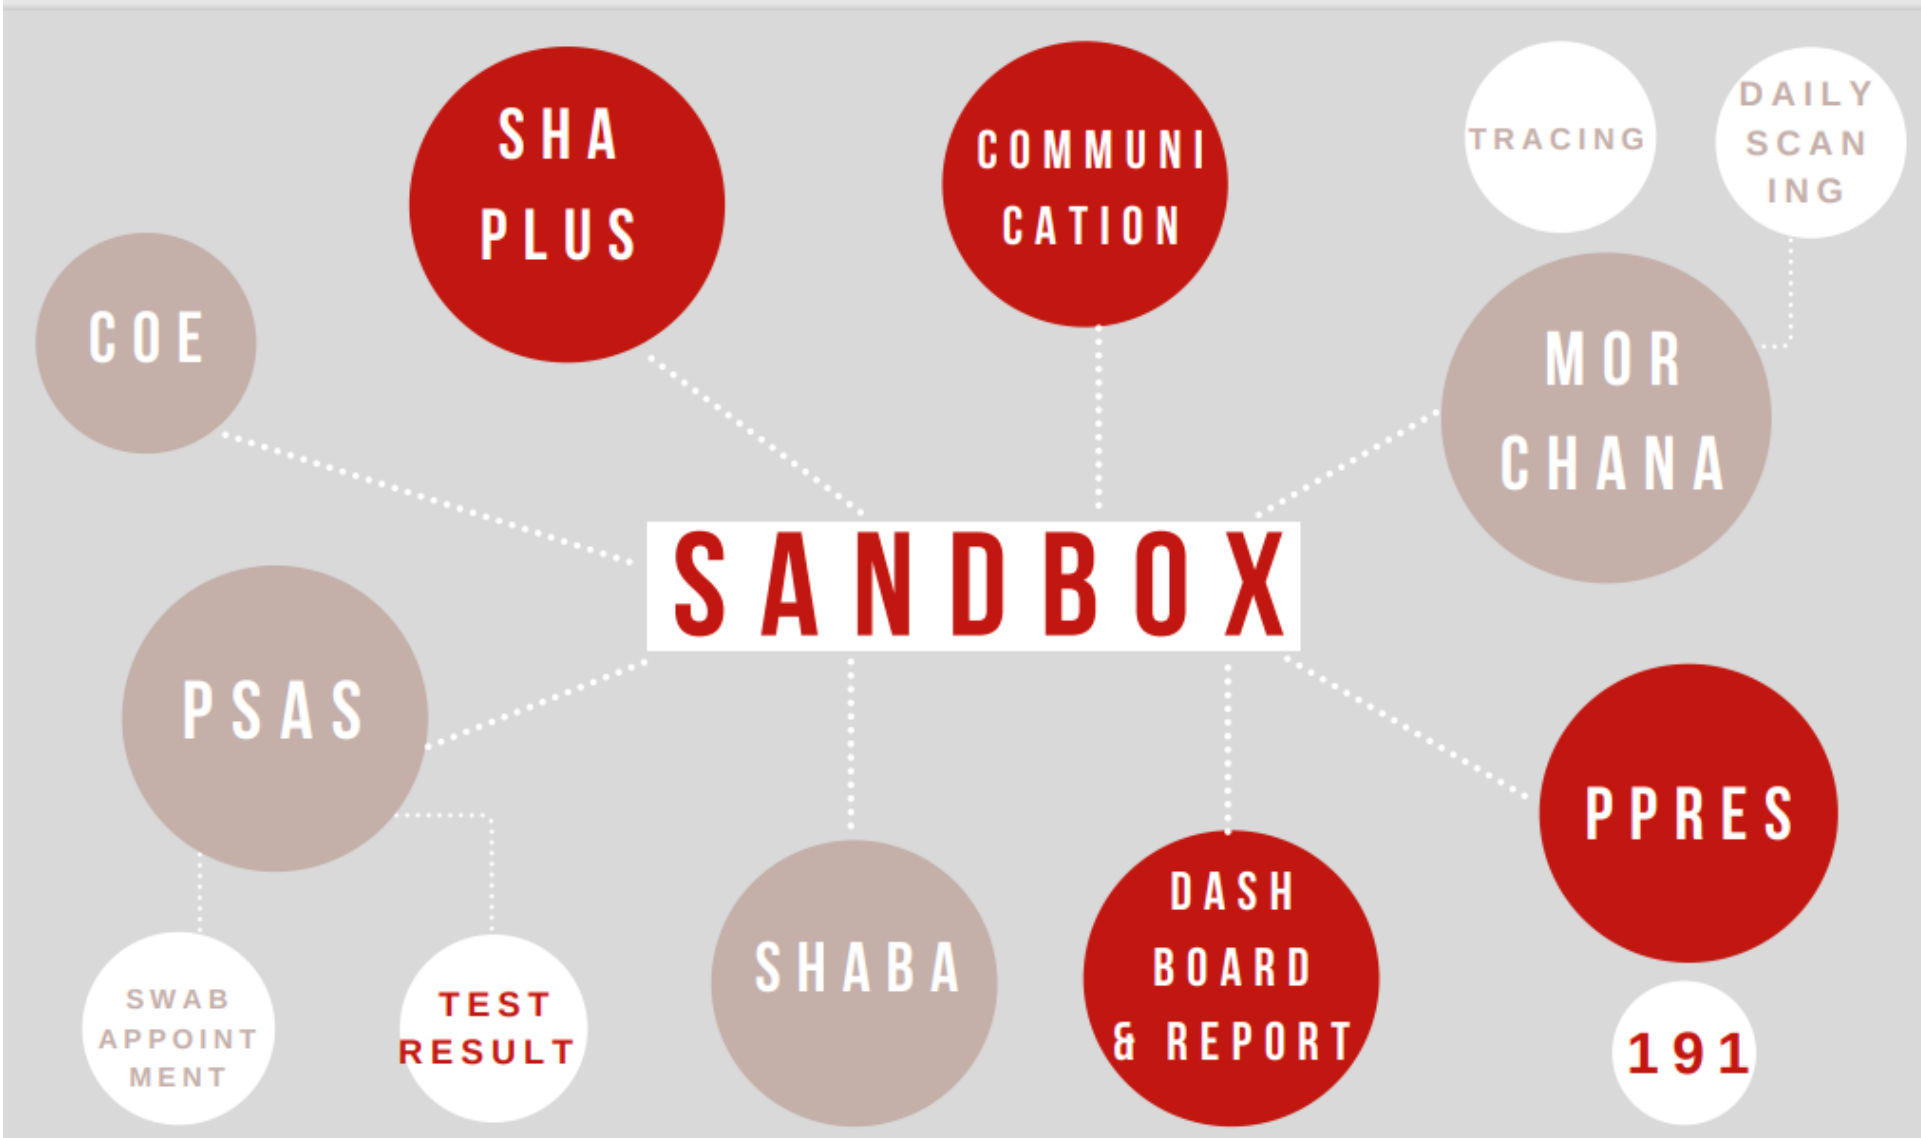 SHA
PLUS
COMMUNI
CATION
TRACING
DAILY
SCAN
ING
COE
MOR
CHANA
SANDBOX
PSAS
PPRES
SHABA
DASH
BOARD
& REPORT
SWAB
APPOINT
MENT
TEST
RESULT
191